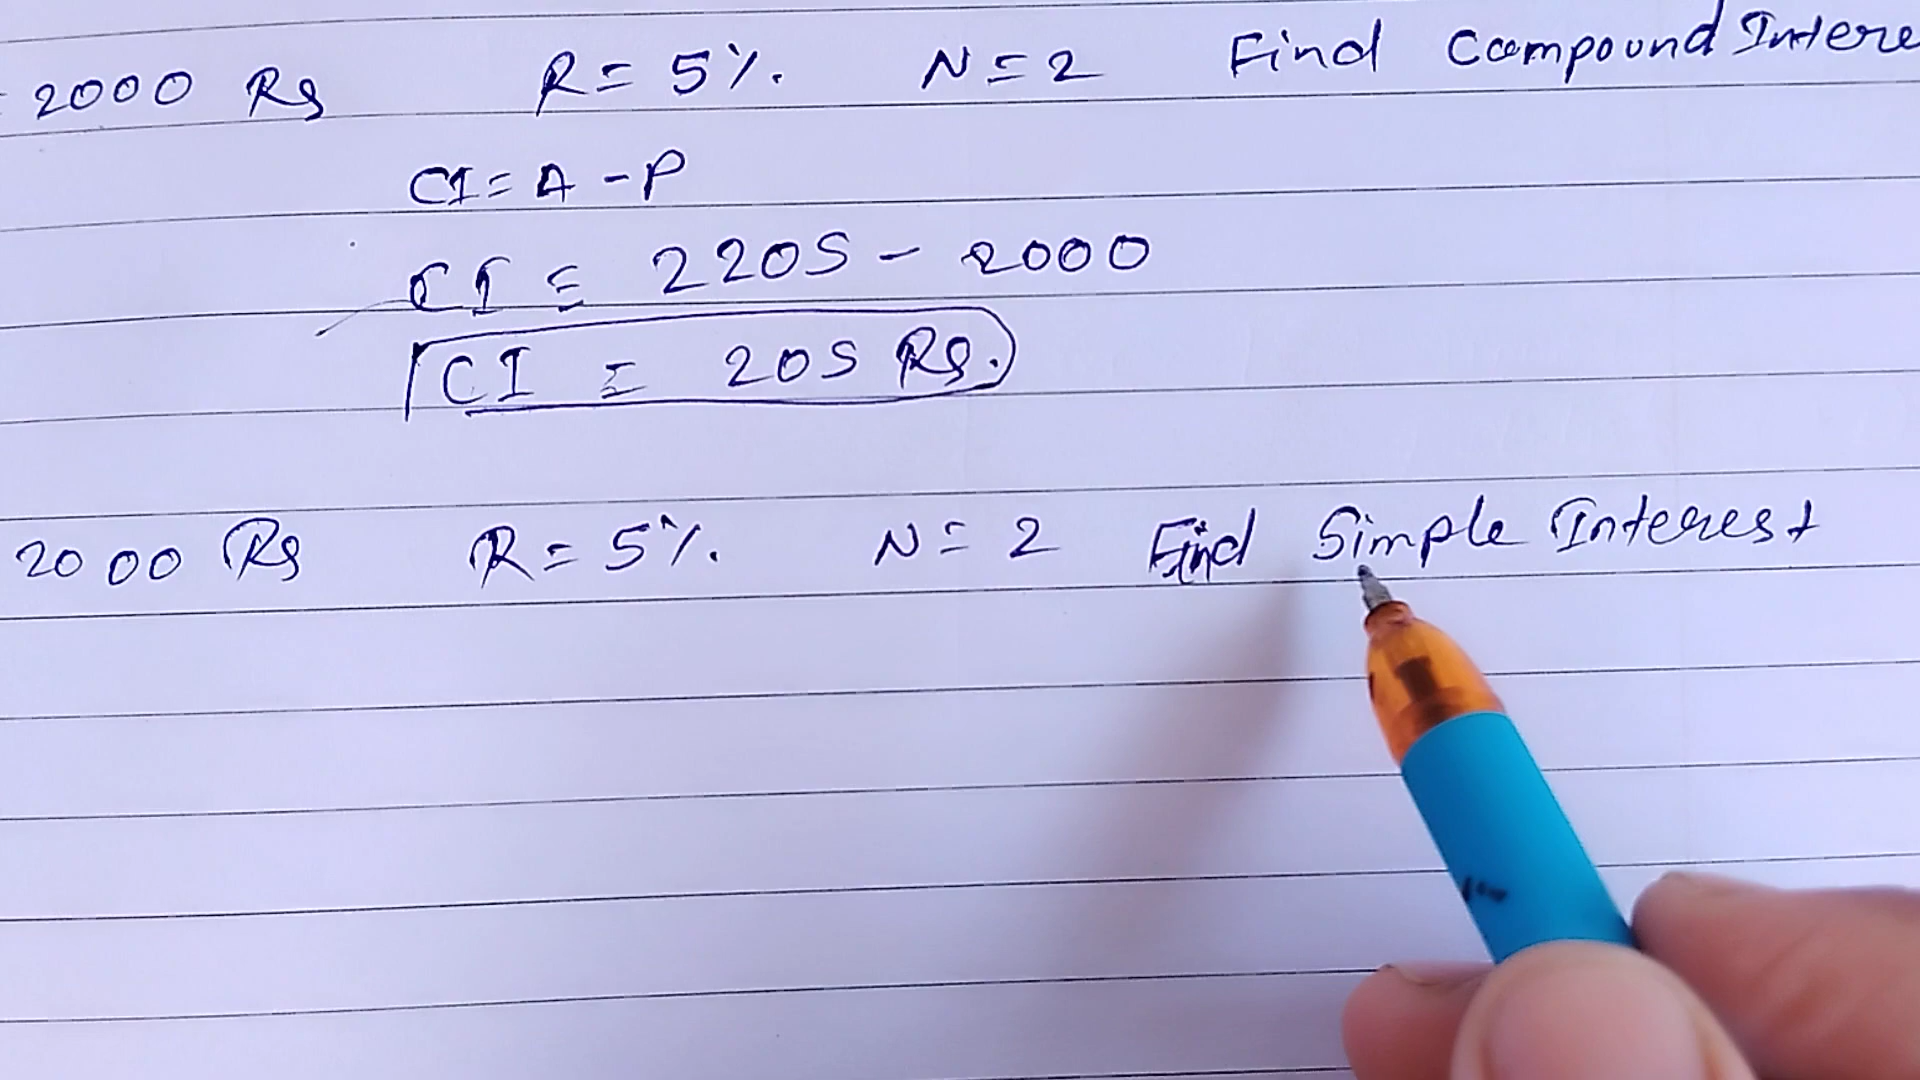 2000 Rs R = 5% N = 2 Find Compound Intere
CI = A - P
CI = 2205 - 2000
CI = 205 Rs.
2000 Rs R = 5% N = 2 Find Simple Interest